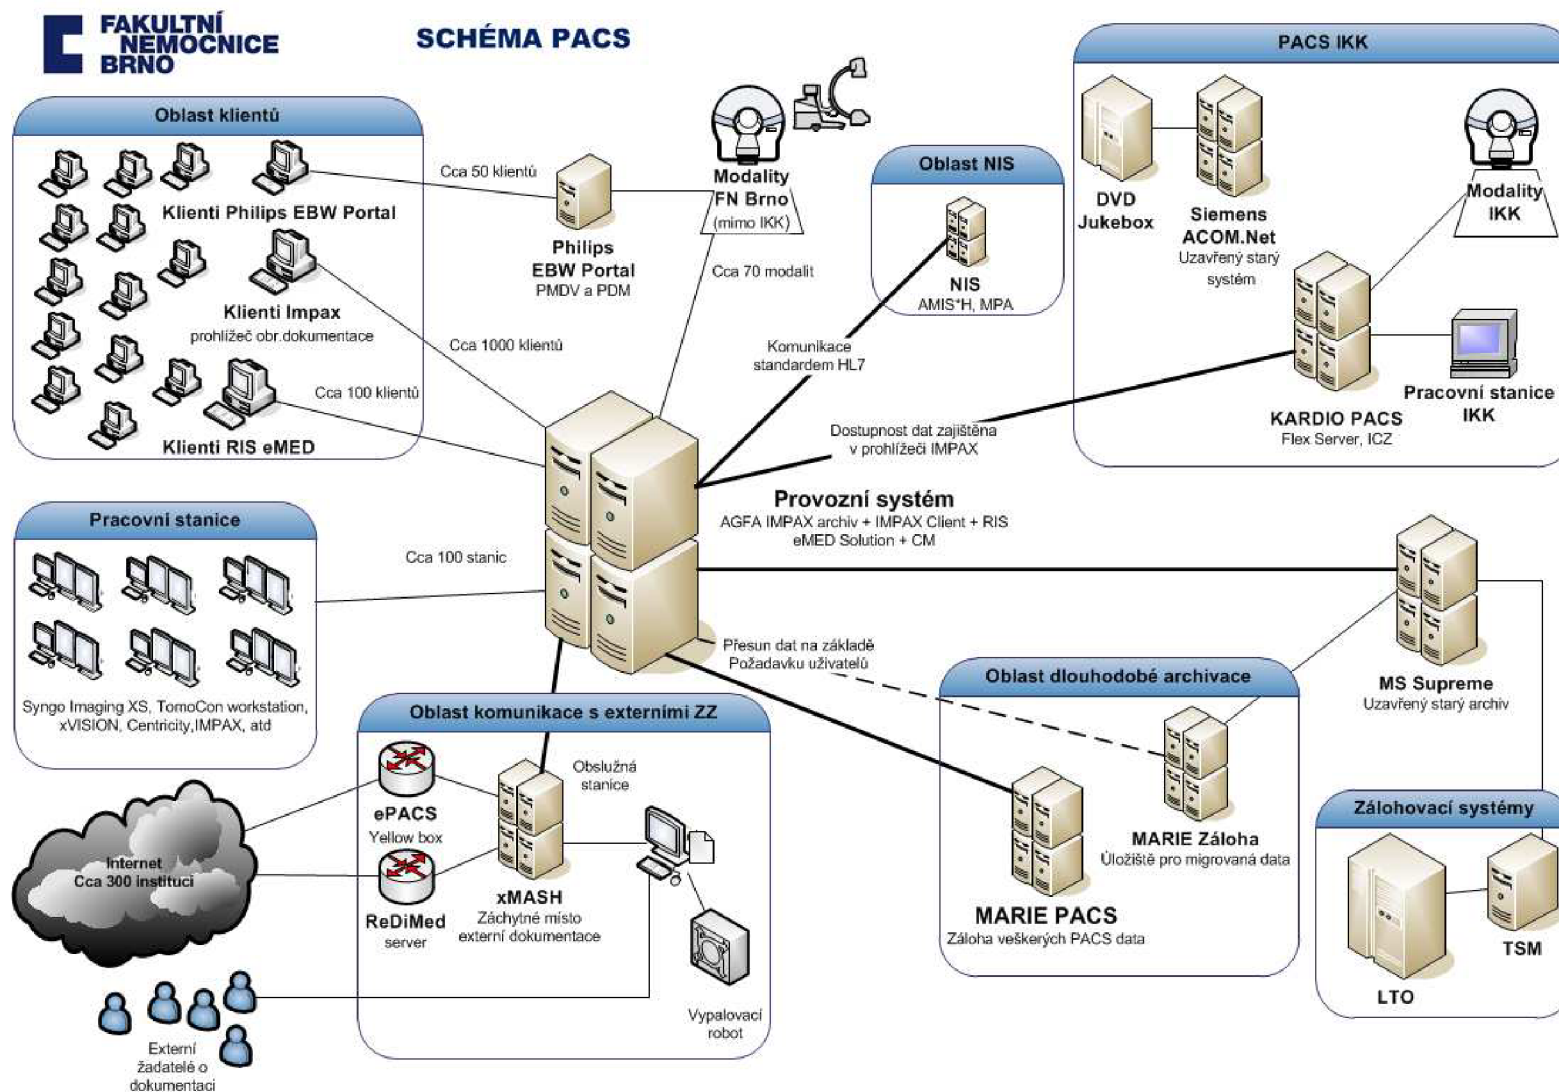 FAKULTNÍ
NEMOCNICE
BRNO
SCHÉMA PACS
Oblast klientů
Klienti Philips EBW Portal
Klienti Impax
prohlížeč obr.dokumentace
Klienti RIS eMED
Cca 50 klientů
Cca 1000 klientů
Cca 100 klientů
Philips
EBW Portal
PMDV a PDM
Modality
FN Brno
(mimo IKK)
Cca 70 modalit
Oblast NIS
NIS
AMIS*H, MPA
Komunikace
standardem HL7
PACS IKK
DVD
Jukebox
Siemens
ACOM.Net
Uzavřený starý
systém
Modality
IKK
KARDIO PACS
Flex Server, ICZ
Pracovní stanice
IKK
Dostupnost dat zajištěna
v prohlížeči IMPAX
Provozní systém
AGFA IMPAX archiv + IMPAX Client + RIS
eMED Solution + CM
Pracovní stanice
Syngo Imaging XS, TomoCon workstation,
xVISION, Centricity,IMPAX, atd
Cca 100 stanic
Přesun dat na základě
Požadavku uživatelů
MS Supreme
Uzavřený starý archiv
Oblast dlouhodobé archivace
MARIE Záloha
Úložiště pro migrovaná data
MARIE PACS
Záloha veškerých PACS data
Zálohovací systémy
LTO
TSM
Oblast komunikace s externími ZZ
ePACS
Yellow box
ReDiMed
server
xMASH
Záchytné místo
externí dokumentace
Obslužná
stanice
Vypalovací
robot
Internet
Cca 300 institucí
Externí
žadatelé o
dokumentaci